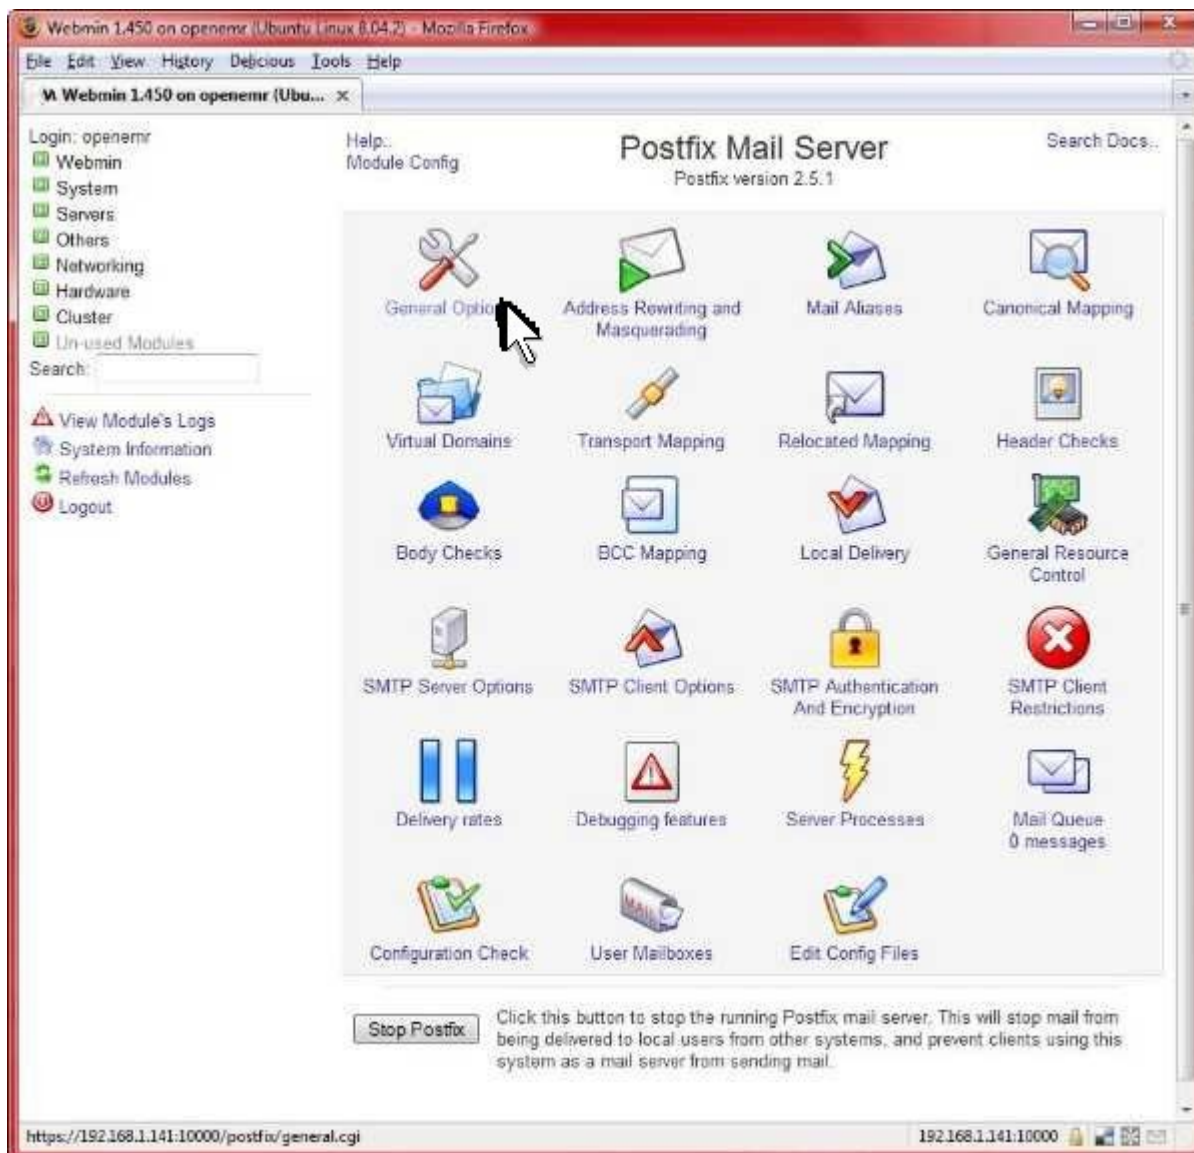 Webmin 1.450 on openemr (Ubuntu Linux 8.04.2) - Mozilla Firefox
File Edit View History Delicious Tools Help
Webmin 1.450 on openemr (Ubu...
Login: openemr
Webmin
System
Servers
Others
Networking
Hardware
Cluster
Un-used Modules
Search:
View Module's Logs
System Information
Refresh Modules
Logout
Help..
Module Config
Postfix Mail Server
Postfix version 2.5.1
Search Docs..
General Option
Address Rewriting and
Masquerading
Mail Aliases
Canonical Mapping
Virtual Domains
Transport Mapping
Relocated Mapping
Header Checks
Body Checks
BCC Mapping
Local Delivery
General Resource
Control
SMTP Server Options
SMTP Client Options
SMTP Authentication
And Encryption
SMTP Client
Restrictions
Delivery rates
Debugging features
Server Processes
Mail Queue
0 messages
Configuration Check
MAIL
User Mailboxes
Edit Config Files
Stop Postfix
Click this button to stop the running Postfix mail server. This will stop mail from
being delivered to local users from other systems, and prevent clients using this
system as a mail server from sending mail.
https://192.168.1.141:10000/postfix/general.cgi
192.168.1.141:10000